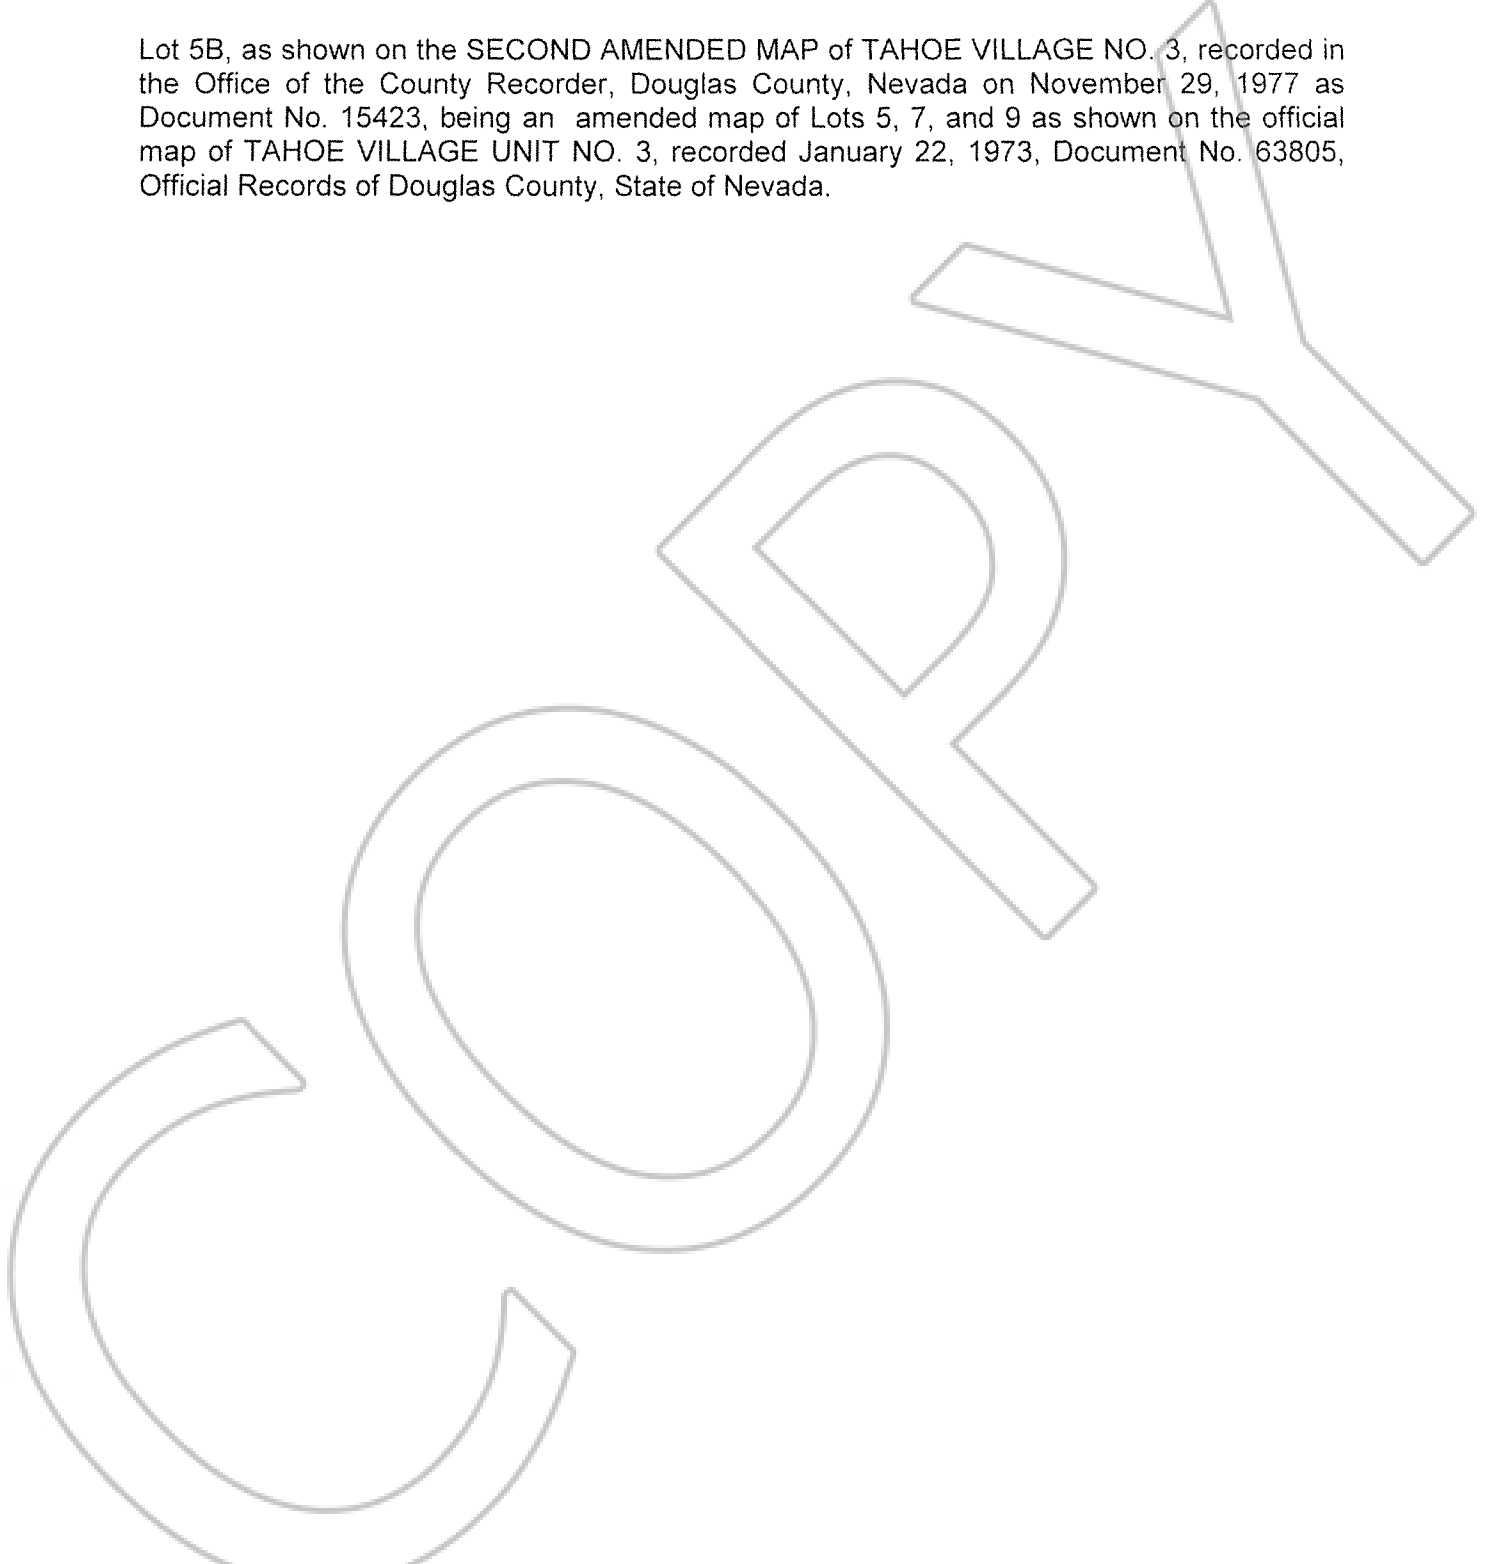 Lot 5B, as shown on the SECOND AMENDED MAP of TAHOE VILLAGE NO. 3, recorded in
the Office of the County Recorder, Douglas County, Nevada on November 29, 1977 as
Document No. 15423, being an amended map of Lots 5, 7, and 9 as shown on the official
map of TAHOE VILLAGE UNIT NO. 3, recorded January 22, 1973, Document No. 63805,
Official Records of Douglas County, State of Nevada.
COPY